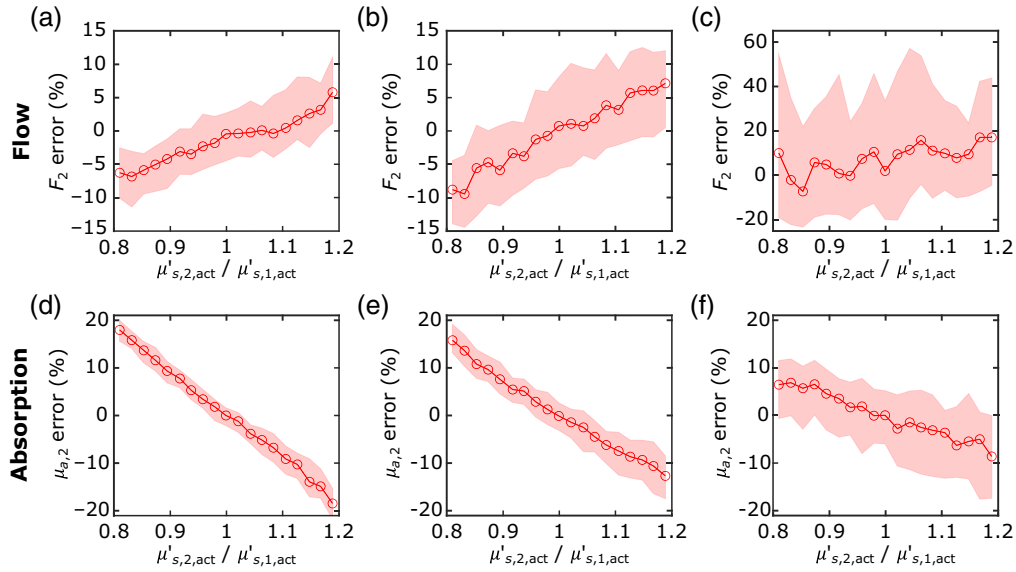 (a) (b) (c)
Flow
F2 error (%)
15
10
5
0
−5
−10
−15
0.8 0.9 1 1.1 1.2
μ's,2,act / μ's,1,act
F2 error (%)
15
10
5
0
−5
−10
−15
0.8 0.9 1 1.1 1.2
μ's,2,act / μ's,1,act
F2 error (%)
60
40
20
0
-20
0.8 0.9 1 1.1 1.2
μ's,2,act / μ's,1,act
(d) (e) (f)
Absorption
μa,2 error (%)
20
10
0
-10
-20
0.8 0.9 1 1.1 1.2
μ's,2,act / μ's,1,act
μa,2 error (%)
20
10
0
-10
-20
0.8 0.9 1 1.1 1.2
μ's,2,act / μ's,1,act
μa,2 error (%)
20
10
0
-10
-20
0.8 0.9 1 1.1 1.2
μ's,2,act / μ's,1,act